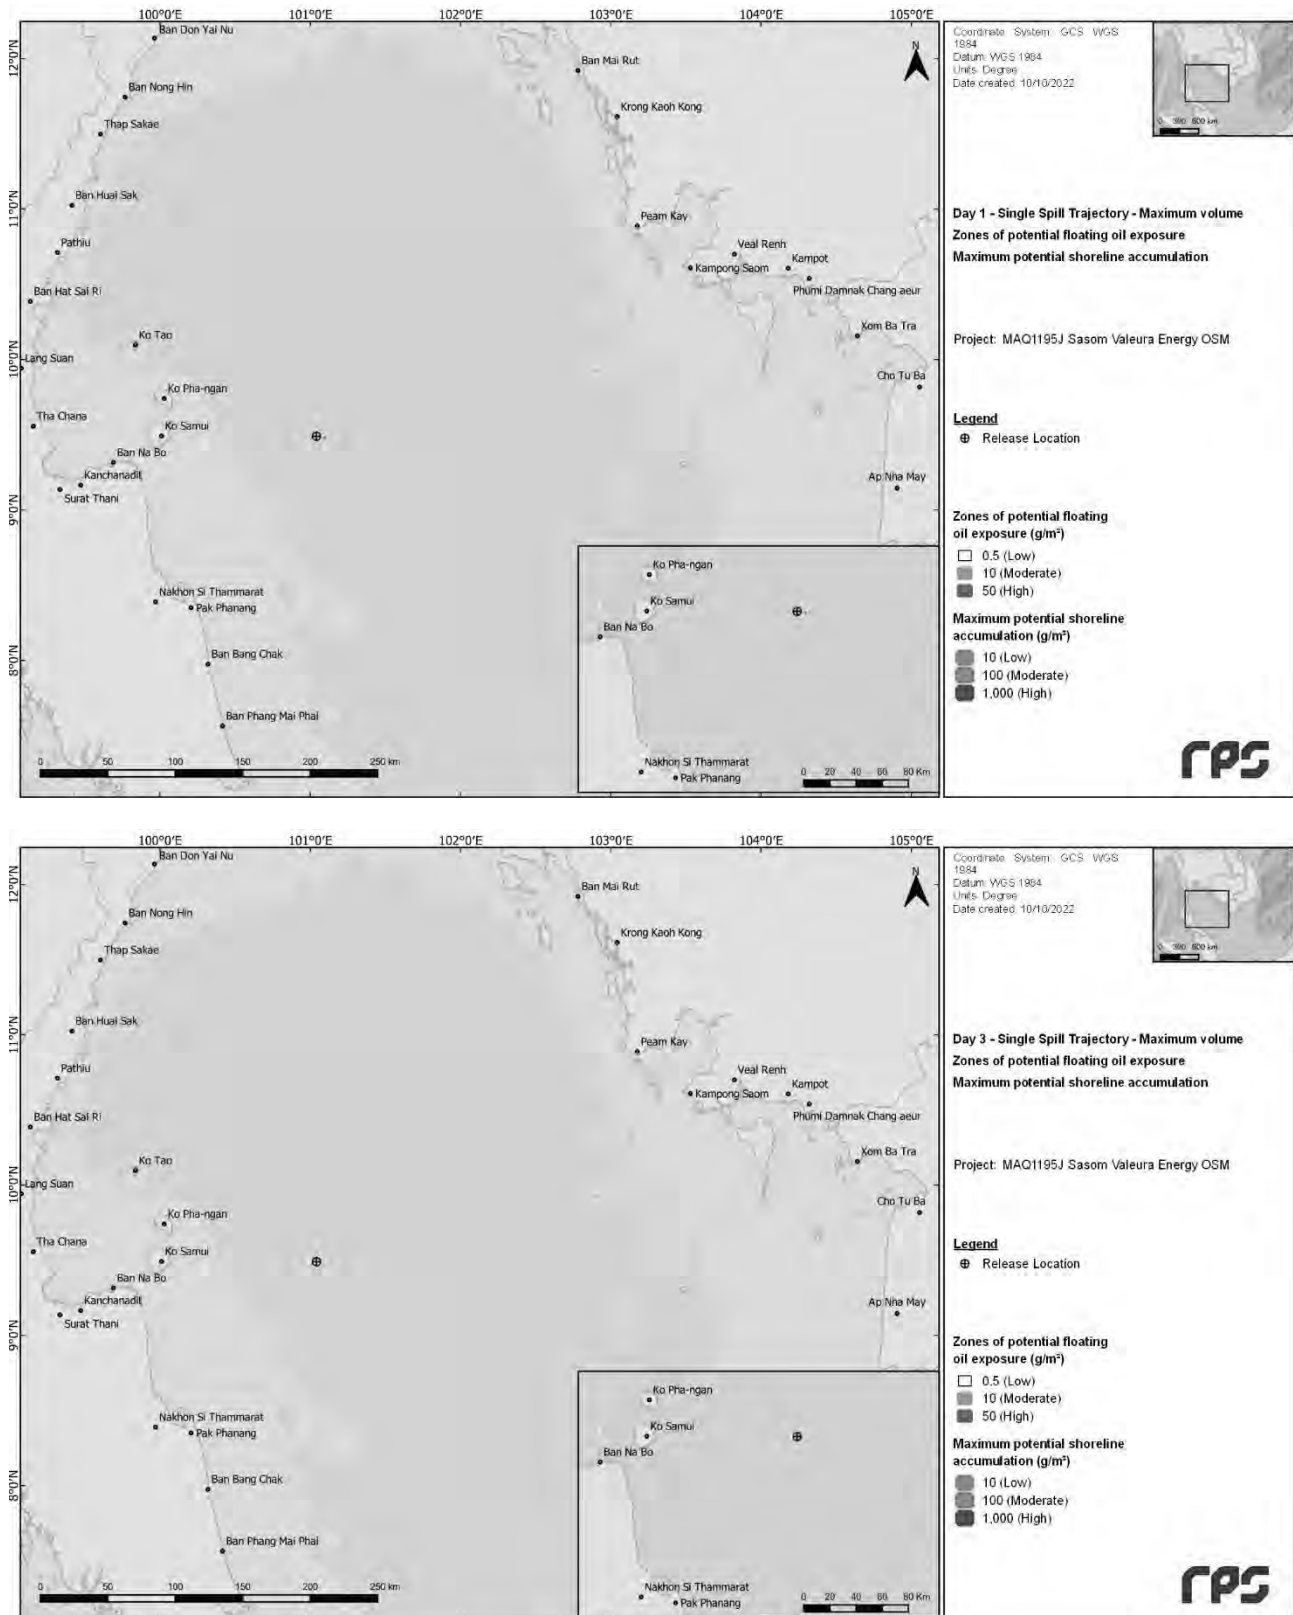 100°0'E 101°0'E 102°0'E 103°0'E 104°0'E 105°0'E
Ban Don Yai Nu
12°0'N
Ban Mai Rut
N
Ban Nong Hin
Krong Kaoh Kong
Thap Sakae
Ban Huai Sak
11°0'N
Peam Kay
Pathiu
Veal Renh
Kampong Saom
Kampot
Phumi Damnak Chang aeur
Ban Hat Sai Ri
Ko Tao
Xom Ba Tra
10°0'N
Lang Suan
Cho Tu Ba
Ko Pha-ngan
Tha Chana
Ko Samui
Ban Na Bo
Kanchanadit
Surat Thani
Ap Nha May
9°0'N
Nakhon Si Thammarat
Pak Phanang
Ban Bang Chak
8°0'N
Ban Phang Mai Phai
0 50 100 150 200 250 km
Ko Pha-ngan
Ko Samui
Ban Na Bo
Nakhon Si Thammarat
Pak Phanang
0 20 40 60 80 Km
Coordinate System: GCS WGS
1984
Datum: WGS 1984
Units: Degree
Date created: 10/10/2022
0 300 600 km
Day 1 - Single Spill Trajectory - Maximum volume
Zones of potential floating oil exposure
Maximum potential shoreline accumulation
Project: MAQ1195J Sasom Valeura Energy OSM
Legend
Release Location
Zones of potential floating
oil exposure (g/m²)
0.5 (Low)
10 (Moderate)
50 (High)
Maximum potential shoreline
accumulation (g/m²)
10 (Low)
100 (Moderate)
1,000 (High)
rps
100°0'E 101°0'E 102°0'E 103°0'E 104°0'E 105°0'E
Ban Don Yai Nu
12°0'N
Ban Mai Rut
N
Ban Nong Hin
Krong Kaoh Kong
Thap Sakae
Ban Huai Sak
11°0'N
Peam Kay
Pathiu
Veal Renh
Kampong Saom
Kampot
Phumi Damnak Chang aeur
Ban Hat Sai Ri
Ko Tao
Xom Ba Tra
10°0'N
Lang Suan
Cho Tu Ba
Ko Pha-ngan
Tha Chana
Ko Samui
Ban Na Bo
Kanchanadit
Surat Thani
Ap Nha May
9°0'N
Nakhon Si Thammarat
Pak Phanang
Ban Bang Chak
8°0'N
Ban Phang Mai Phai
0 50 100 150 200 250 km
Ko Pha-ngan
Ko Samui
Ban Na Bo
Nakhon Si Thammarat
Pak Phanang
0 20 40 60 80 Km
Coordinate System: GCS WGS
1984
Datum: WGS 1984
Units: Degree
Date created: 10/10/2022
0 300 600 km
Day 3 - Single Spill Trajectory - Maximum volume
Zones of potential floating oil exposure
Maximum potential shoreline accumulation
Project: MAQ1195J Sasom Valeura Energy OSM
Legend
Release Location
Zones of potential floating
oil exposure (g/m²)
0.5 (Low)
10 (Moderate)
50 (High)
Maximum potential shoreline
accumulation (g/m²)
10 (Low)
100 (Moderate)
1,000 (High)
rps